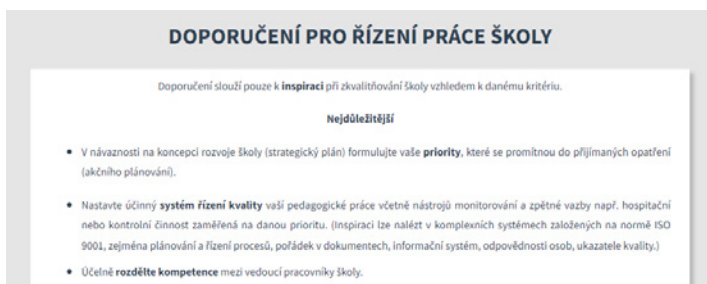 DOPORUČENÍ PRO ŘÍZENÍ PRÁCE ŠKOLY
Doporučení slouží pouze k inspiraci při zkvalitňování školy vzhledem k danému kritériu.
Nejdůležitější
• V návaznosti na koncepci rozvoje školy (strategický plán) formulujte vaše priority, které se promítnou do přijímaných opatření
(akčního plánování).
• Nastavte účinný systém řízení kvality vaší pedagogické práce včetně nástrojů monitorování a zpětné vazby např. hospitační
nebo kontrolní činnost zaměřená na danou prioritu. (Inspiraci lze nalézt v komplexních systémech založených na normě ISO
9001, zejména plánování a řízení procesů, pořádek v dokumentech, informační systém, odpovědnosti osob, ukazatele kvality.)
• Účelně rozdělte kompetence mezi vedoucí pracovníky školy.